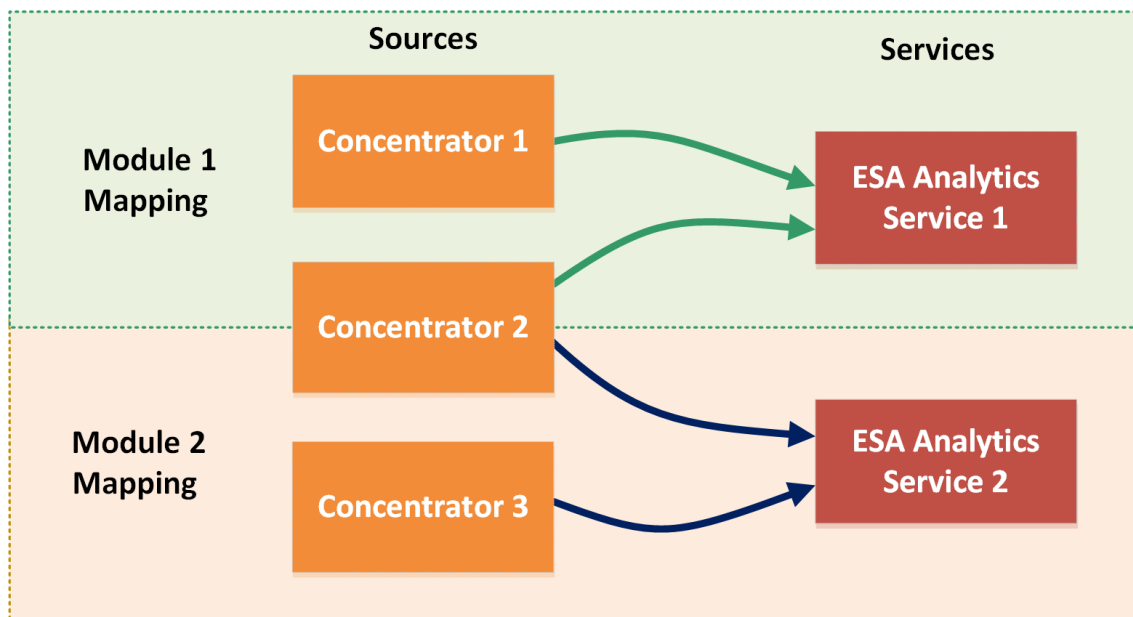 Sources
Services
Module 1
Mapping
Concentrator 1
ESA Analytics
Service 1
Concentrator 2
Module 2
Mapping
Concentrator 3
ESA Analytics
Service 2